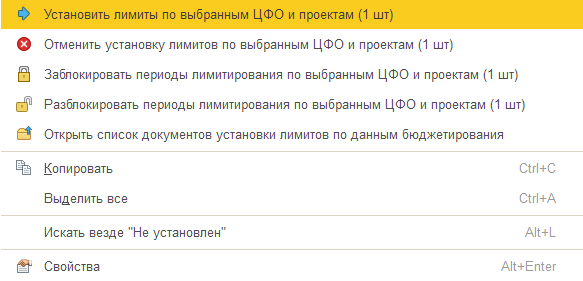 Установить лимиты по выбранным ЦФО и проектам (1 шт)
Отменить установку лимитов по выбранным ЦФО и проектам (1 шт)
Заблокировать периоды лимитирования по выбранным ЦФО и проектам (1 шт)
Разблокировать периоды лимитирования по выбранным ЦФО и проектам (1 шт)
Открыть список документов установки лимитов по данным бюджетирования
Копировать Ctrl+C
Выделить все Ctrl+A
Искать везде "Не установлен" Alt+L
Свойства Alt+Enter